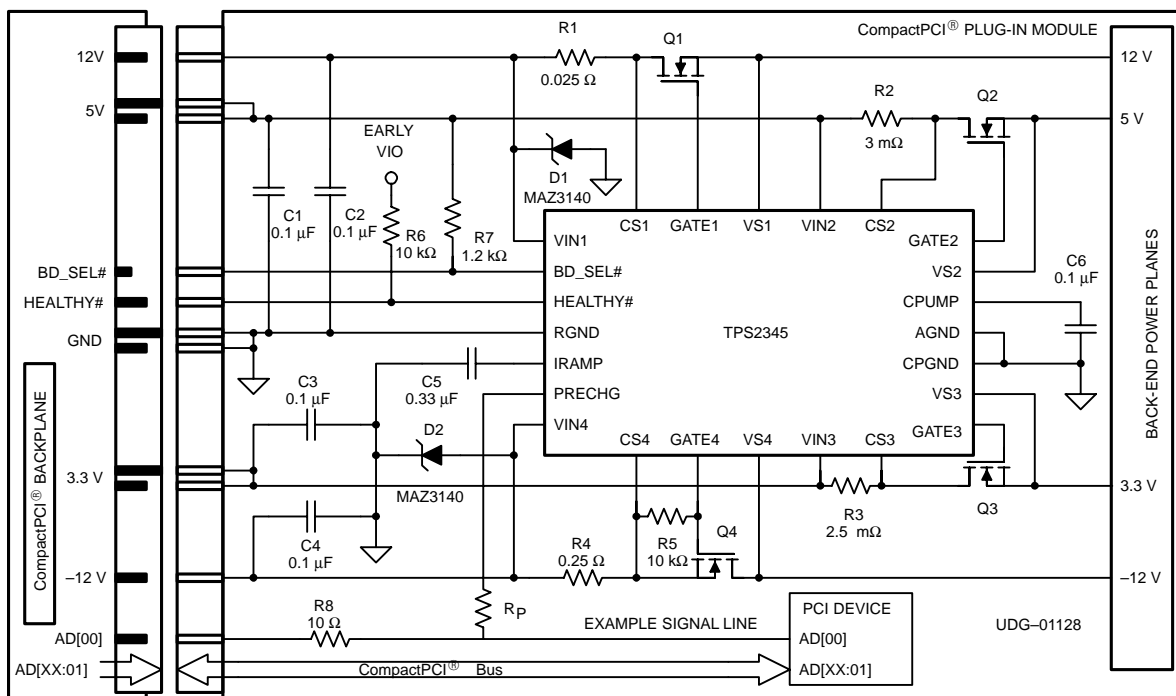 CompactPCI® PLUG-IN MODULE
12V
R1
0.025 Ω
Q1
12 V
5V
R2
3 mΩ
Q2
5 V
EARLY
VIO
D1
MAZ3140
C1
0.1 µF
C2
0.1 µF
R6
10 kΩ
R7
1.2 kΩ
CS1
GATE1
VS1
VIN2
CS2
VIN1
GATE2
BD_SEL#
BD_SEL#
VS2
C6
0.1 µF
HEALTHY#
HEALTHY#
CPUMP
GND
RGND
TPS2345
AGND
IRAMP
CPGND
C3
0.1 µF
C5
0.33 µF
PRECHG
VS3
D2
MAZ3140
VIN4
GATE3
CS4
GATE4
VS4
VIN3
CS3
3.3 V
R3
2.5 mΩ
Q3
3.3 V
C4
0.1 µF
R4
0.25 Ω
R5
10 kΩ
Q4
–12 V
–12 V
R8
10 Ω
RP
EXAMPLE SIGNAL LINE
PCI DEVICE
UDG–01128
AD[00]
AD[00]
AD[XX:01]
CompactPCI® Bus
AD[XX:01]
CompactPCI® BACKPLANE
BACK-END POWER PLANES